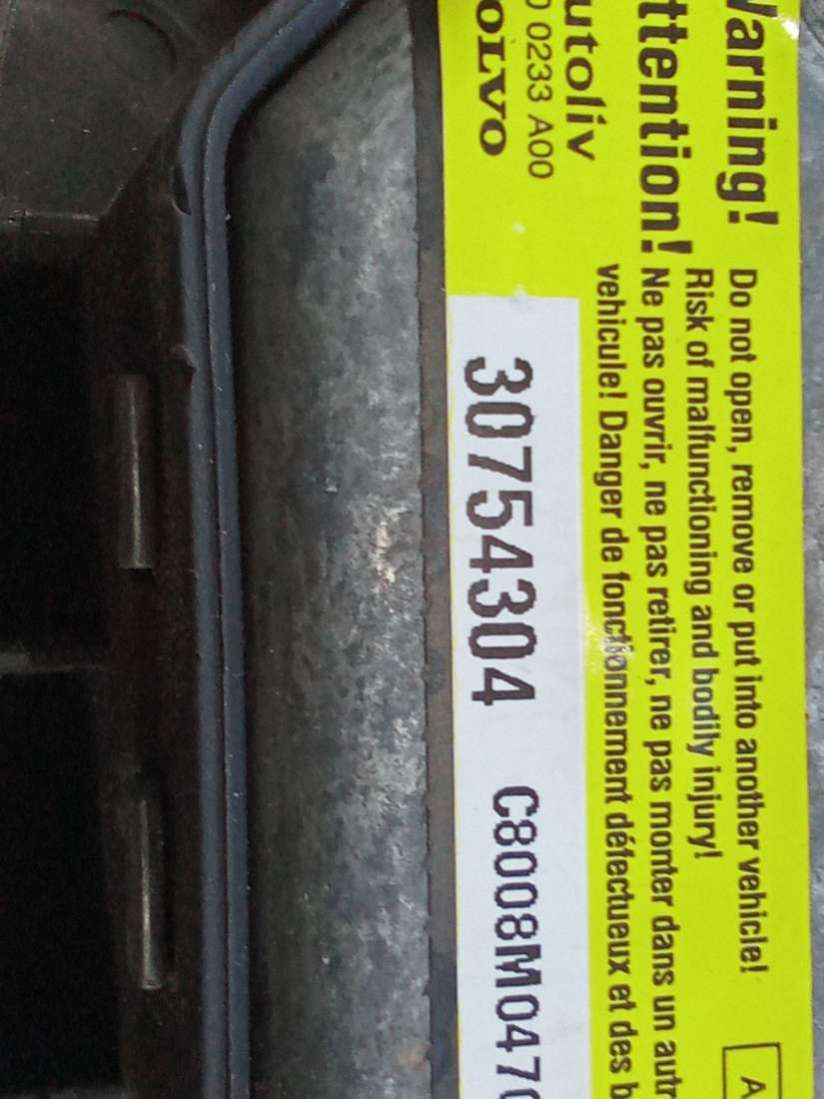 Warning!
Do not open, remove or put into another vehicle!
Risk of malfunctioning and bodily injury!
Attention!
Ne pas ouvrir, ne pas retirer, ne pas monter dans un autr
vehicule! Danger de fonctionnement défectueux et des b
utoliv
0233 A00
OLVO
30754304 C8008M047
A